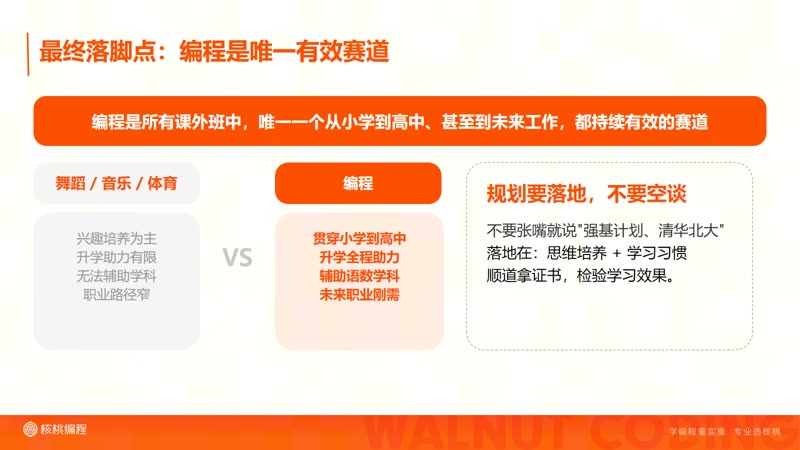 最终落脚点：编程是唯一有效赛道
编程是所有课外班中，唯一一个从小学到高中、甚至到未来工作，都持续有效的赛道
舞蹈 / 音乐 / 体育
兴趣培养为主
升学助力有限
无法辅助学科
职业路径窄
VS
编程
贯穿小学到高中
升学全程助力
辅助语数学科
未来职业刚需
规划要落地，不要空谈
不要张嘴就说"强基计划、清华北大"
落地在：思维培养 + 学习习惯
顺道拿证书，检验学习效果。
核桃编程
WALNUT CODING
学编程重实操 专业选核桃